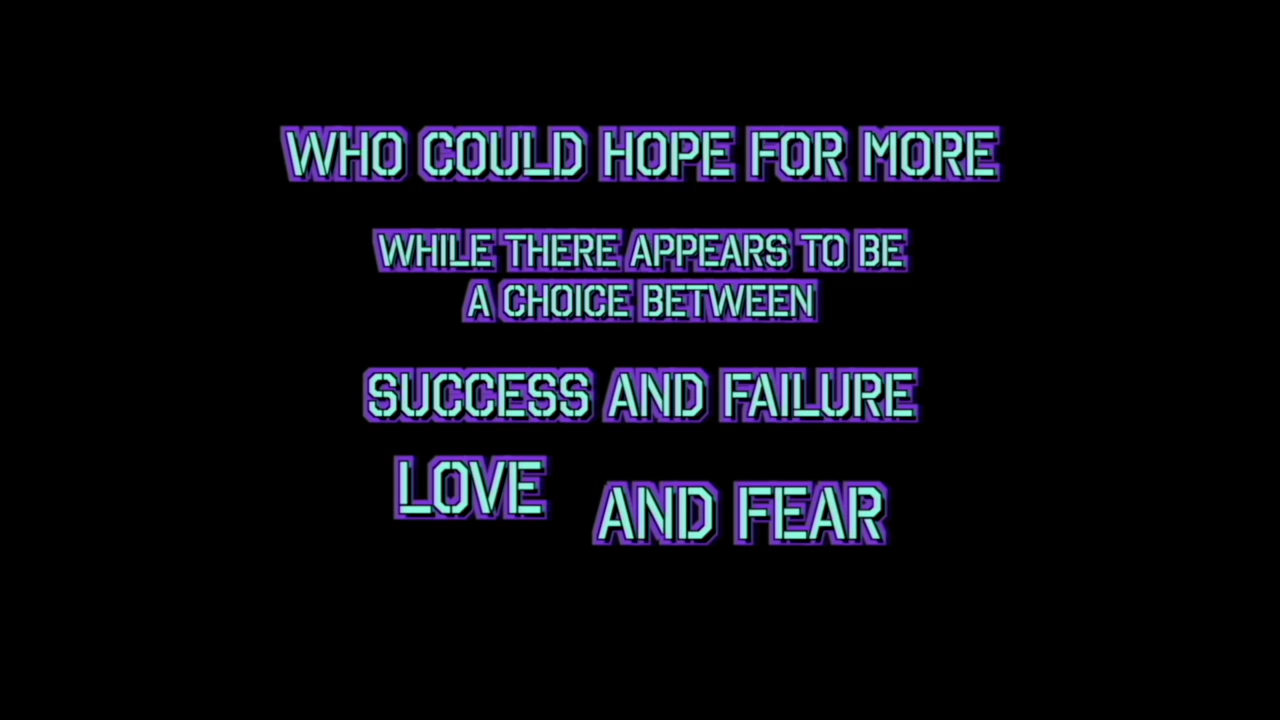 WHO COULD HOPE FOR MORE
WHILE THERE APPEARS TO BE
A CHOICE BETWEEN
SUCCESS AND FAILURE
LOVE AND FEAR